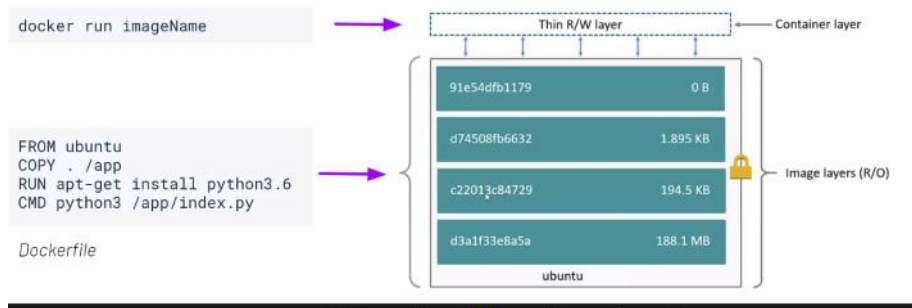 docker run imageName
Thin R/W layer
Container layer
91e54dfb1179 0 B
d74508fb6632 1.895 KB
c22013c84729 194.5 KB
d3a1f33e8a5a 188.1 MB
ubuntu
Image layers (R/O)
FROM ubuntu
COPY . /app
RUN apt-get install python3.6
CMD python3 /app/index.py
Dockerfile